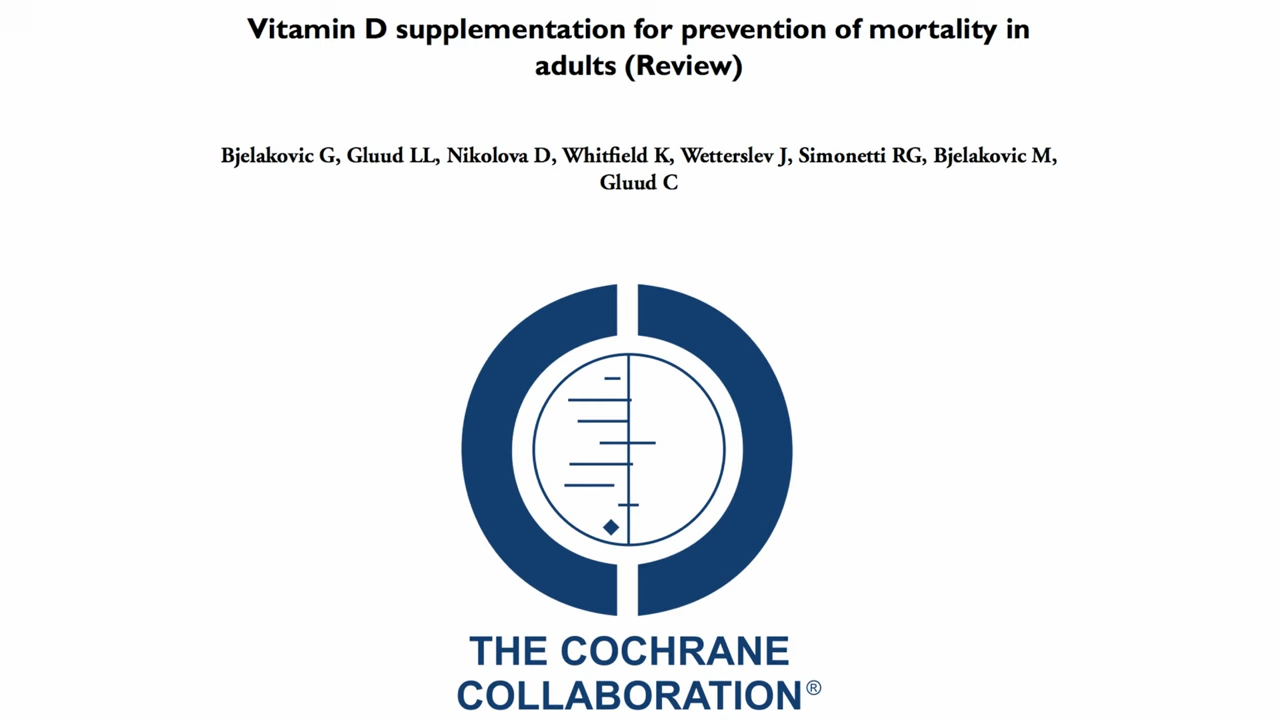 Vitamin D supplementation for prevention of mortality in
adults (Review)
Bjelakovic G, Gluud LL, Nikolova D, Whitfield K, Wetterslev J, Simonetti RG, Bjelakovic M,
Gluud C
THE COCHRANE
COLLABORATION®